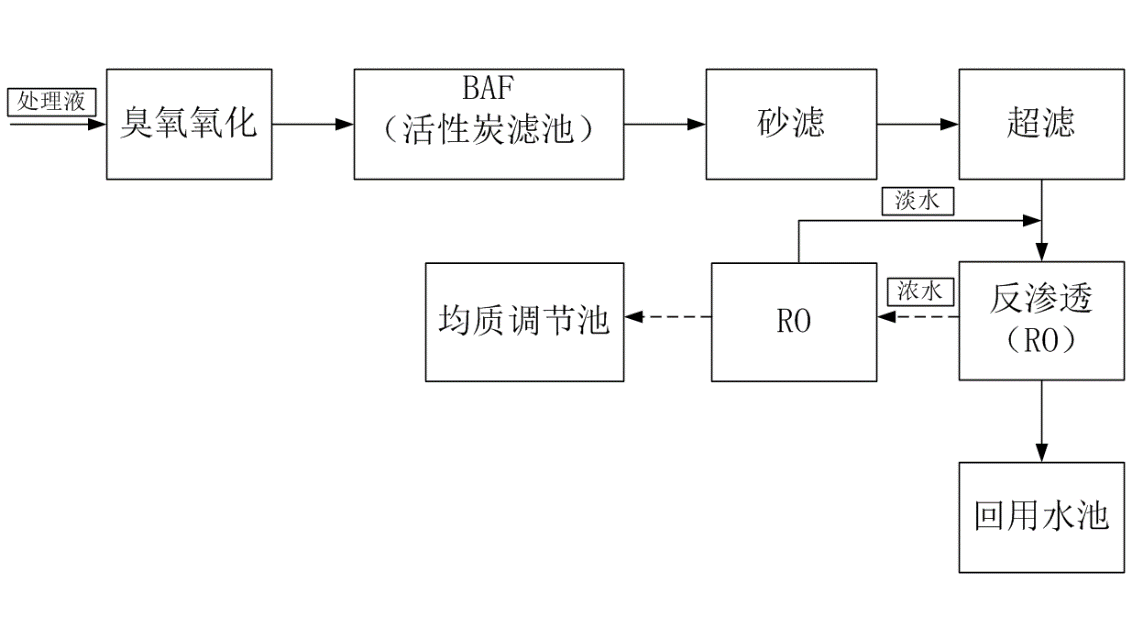 处理液
臭氧氧化
BAF
（活性炭滤池）
砂滤
超滤
淡水
均质调节池
RO
浓水
反渗透
（RO）
回用水池